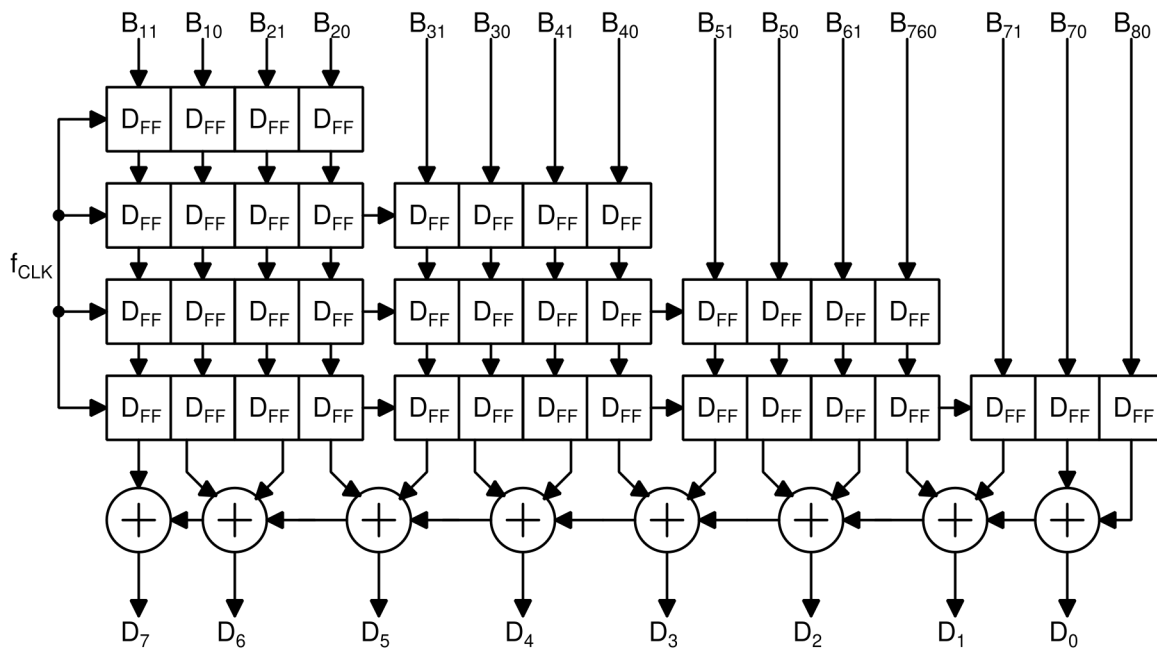 B11 B10 B21 B20 B31 B30 B41 B40 B51 B50 B61 B760 B71 B70 B80
DFF DFF DFF DFF
DFF DFF DFF DFF DFF DFF DFF DFF
fCLK
DFF DFF DFF DFF DFF DFF DFF DFF DFF DFF DFF DFF
DFF DFF DFF DFF DFF DFF DFF DFF DFF DFF DFF DFF DFF DFF DFF
+ + + + + + + +
D7 D6 D5 D4 D3 D2 D1 D0